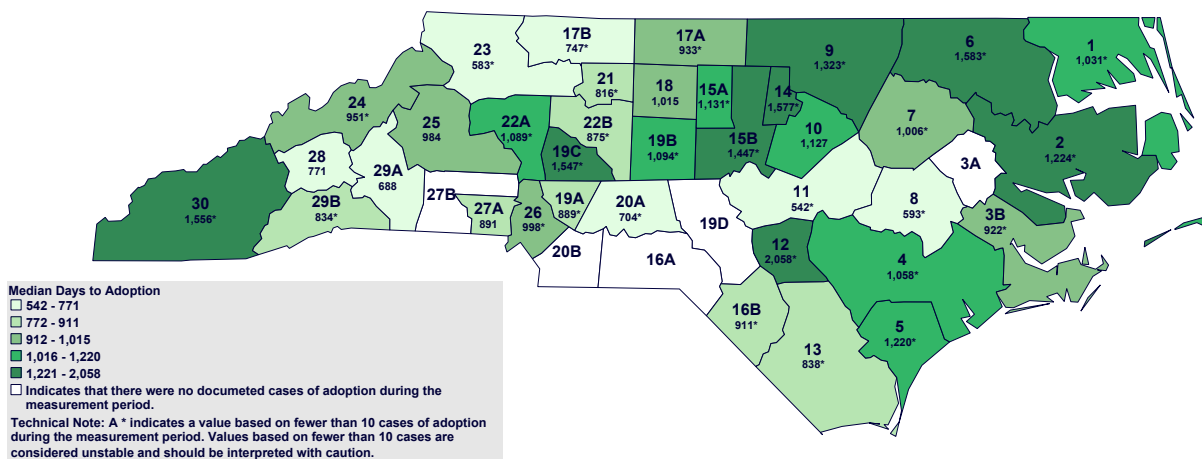 23
583*
17B
747*
17A
933*
9
1,323*
6
1,583*
1
1,031*
24
951*
25
984
22A
1,089*
21
816*
22B
875*
18
1,015
15A
1,131*
14
1,577*
7
1,006*
19C
1,547*
19B
1,094*
15B
1,447*
10
1,127
2
1,224*
3A
28
771
29A
688
30
1,556*
29B
834*
27B
27A
891
26
998*
19A
889*
20A
704*
19D
11
542*
8
593*
3B
922*
20B
16A
12
2,058*
4
1,058*
16B
911*
13
838*
5
1,220*
Median Days to Adoption
542 - 771
772 - 911
912 - 1,015
1,016 - 1,220
1,221 - 2,058
Indicates that there were no documeted cases of adoption during the
measurement period.
Technical Note: A * indicates a value based on fewer than 10 cases of adoption
during the measurement period. Values based on fewer than 10 cases are
considered unstable and should be interpreted with caution.